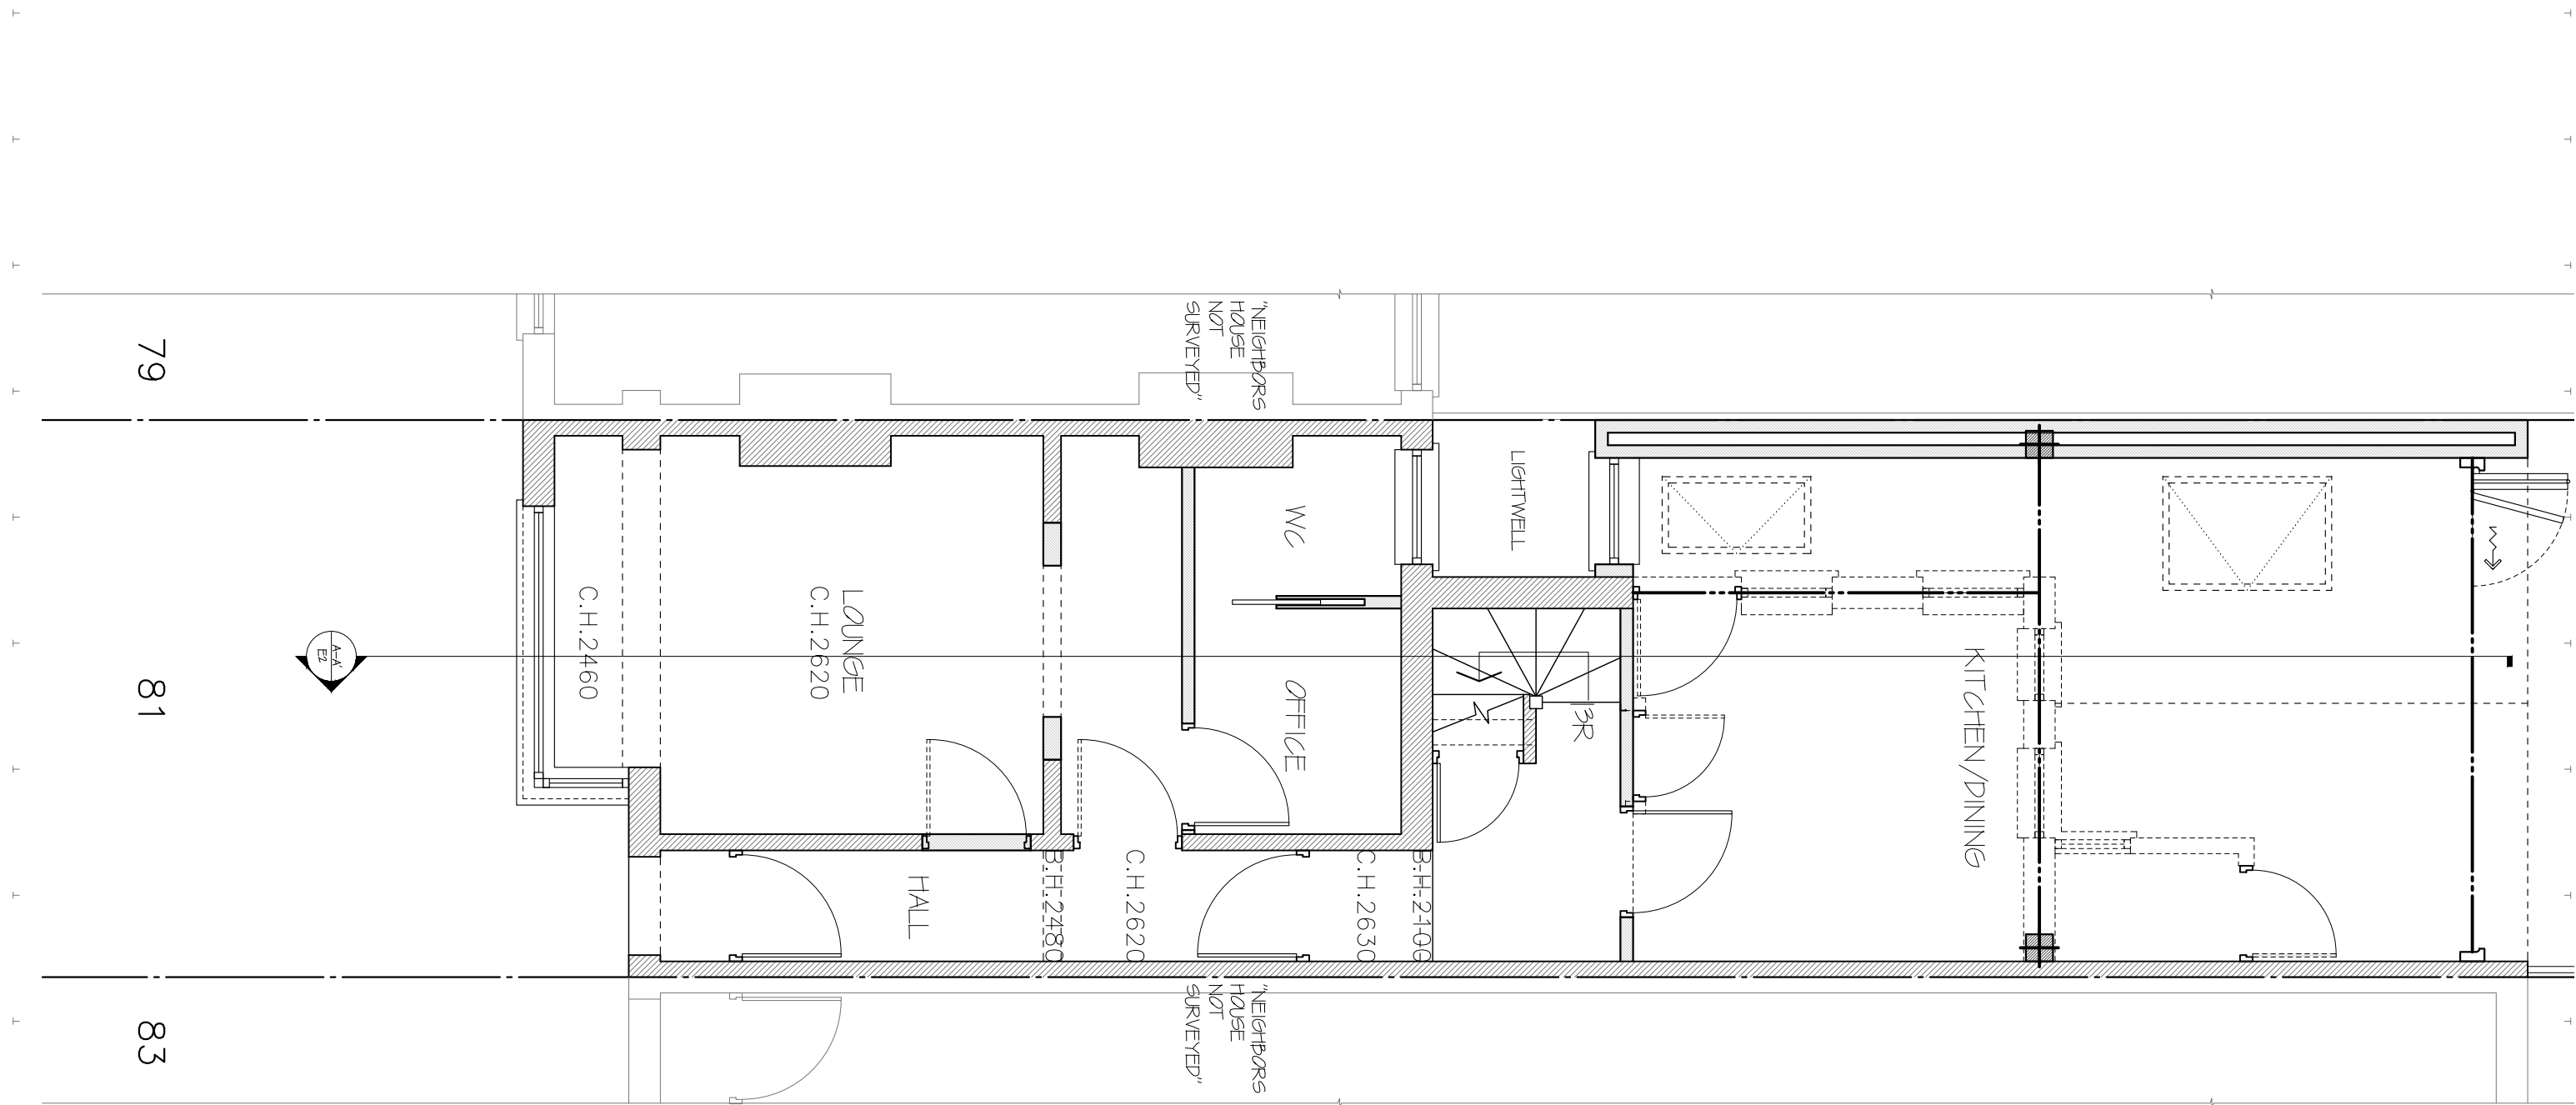 79
81
83
"NEIGHBORS
HOUSE
NOT
SURVEYED"
LIGHTWELL
WC
C.H.2460
LOUNGE
C.H.2620
OFFICE
13R
KITCHEN/DINING
A-A'
E2
HALL
B.H.2480
C.H.2620
C.H.2630
B.H.2100
"NEIGHBORS
HOUSE
NOT
SURVEYED"